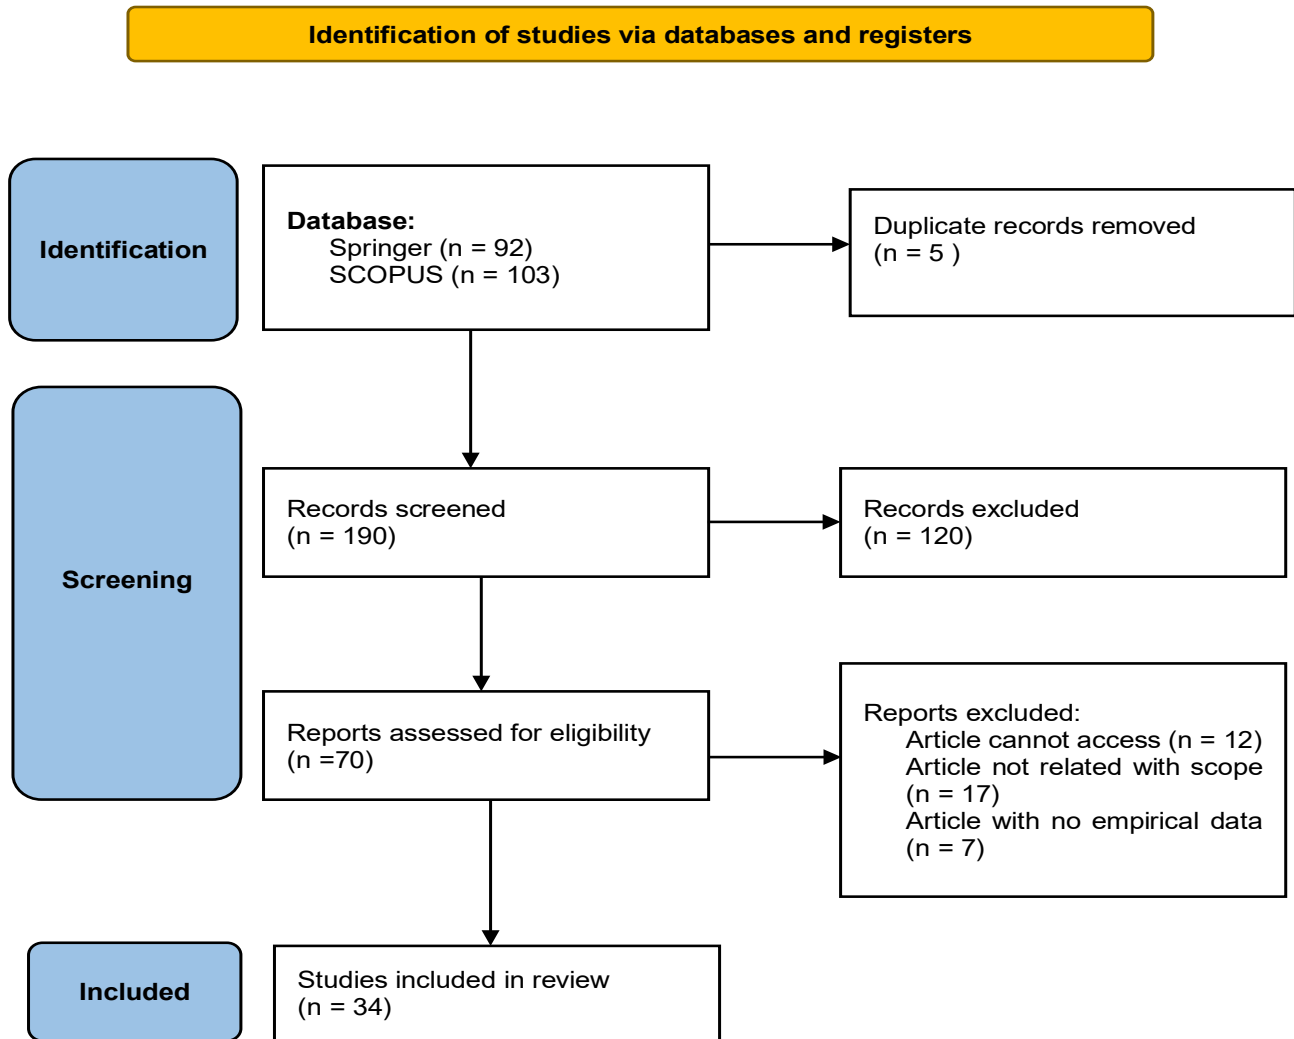 Identification of studies via databases and registers
Identification
Database:
Springer (n = 92)
SCOPUS (n = 103)
Duplicate records removed
(n = 5 )
Screening
Records screened
(n = 190)
Records excluded
(n = 120)
Reports assessed for eligibility
(n =70)
Reports excluded:
Article cannot access (n = 12)
Article not related with scope
(n = 17)
Article with no empirical data
(n = 7)
Included
Studies included in review
(n = 34)